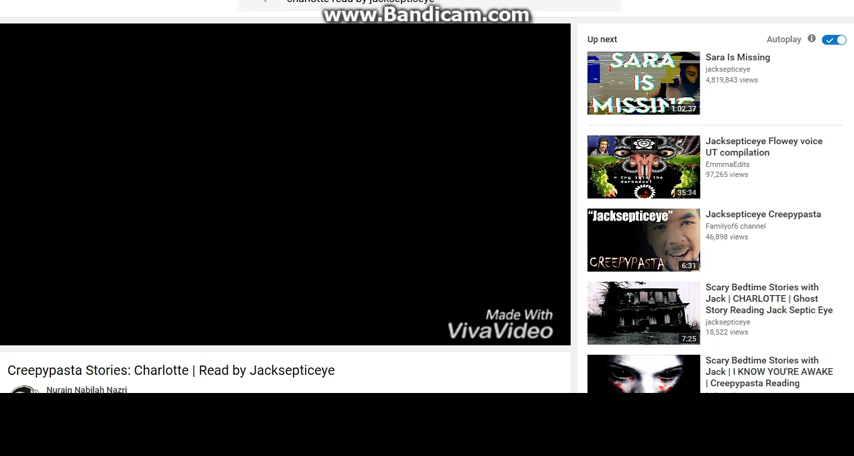 charlotte read by jacksepticeye
www.Bandicam.com
Up next
Autoplay
SARA
IS
MISSING
1:02:37
Sara Is Missing
jacksepticeye
4,819,843 views
35:34
Jacksepticeye Flowey voice
UT compilation
EmmmaEdits
97,265 views
"Jacksepticeye"
CREEPYPASTA
6:31
Jacksepticeye Creepypasta
Familyof6 channel
46,898 views
7:25
Scary Bedtime Stories with
Jack | CHARLOTTE | Ghost
Story Reading Jack Septic Eye
jacksepticeye
18,522 views
Scary Bedtime Stories with
Jack | I KNOW YOU'RE AWAKE
| Creepypasta Reading
Made With
VivaVideo
Creepypasta Stories: Charlotte | Read by Jacksepticeye
Nurain Nabilah Nazri